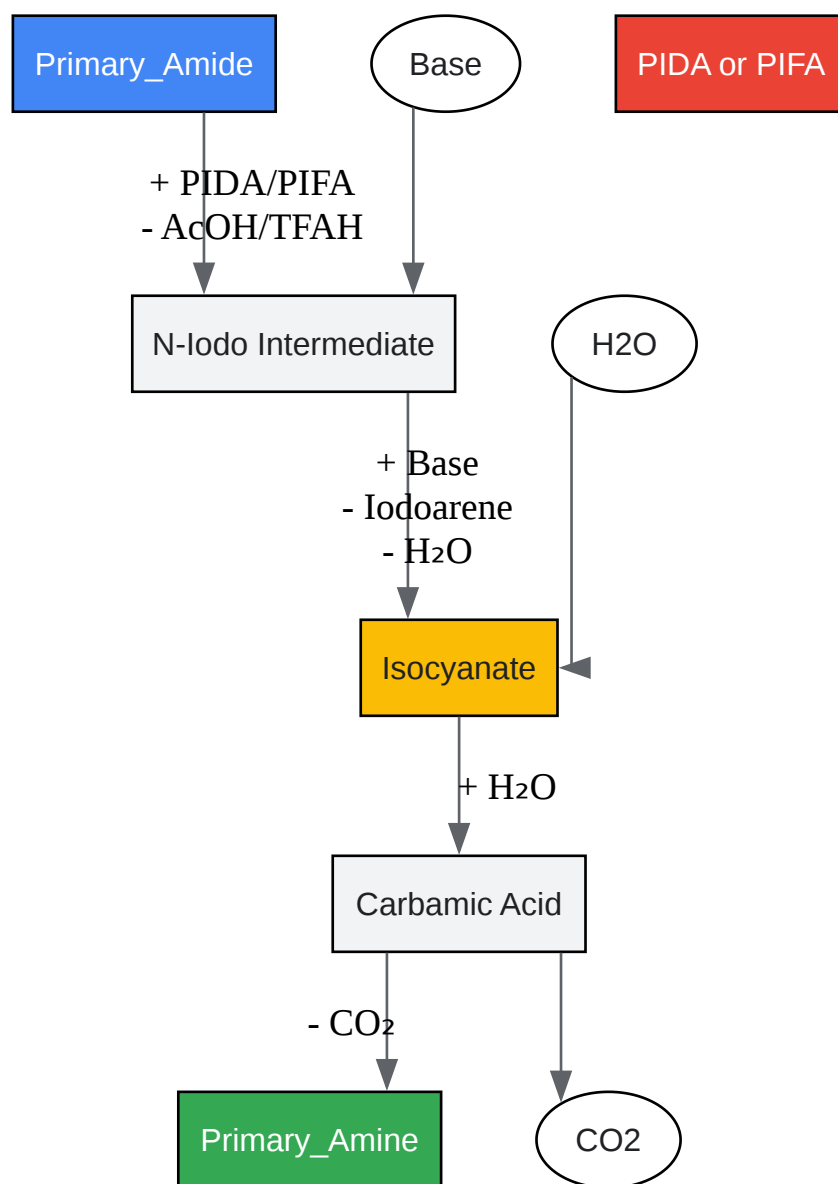 Primary_Amide
Base
PIDA or PIFA
+ PIDA/PIFA
- AcOH/TFAH
N-Iodo Intermediate
H2O
+ Base
- Iodoarene
- H₂O
Isocyanate
+ H₂O
Carbamic Acid
- CO₂
Primary_Amine
CO2